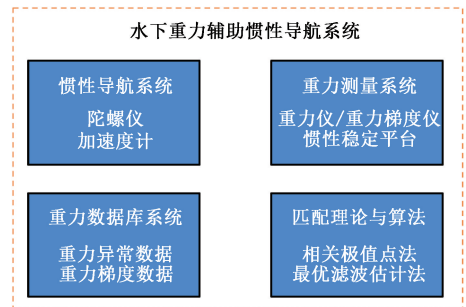 水下重力辅助惯性导航系统
惯性导航系统
陀螺仪
加速度计
重力测量系统
重力仪/重力梯度仪
惯性稳定平台
重力数据库系统
重力异常数据
重力梯度数据
匹配理论与算法
相关极值点法
最优滤波估计法